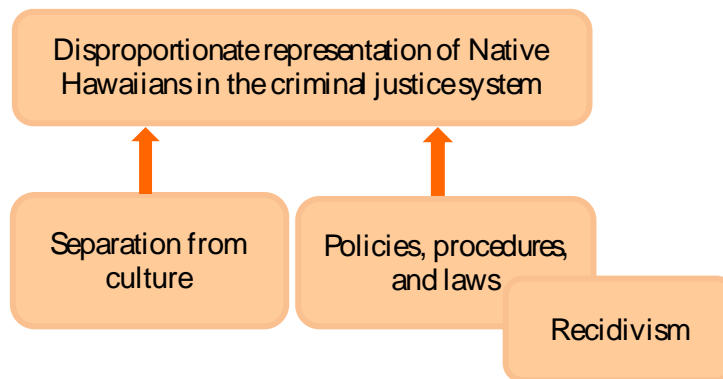 Disproportionate representation of Native
Hawaiians in the criminal justice system
Separation from
culture
Policies, procedures,
and laws
Recidivism